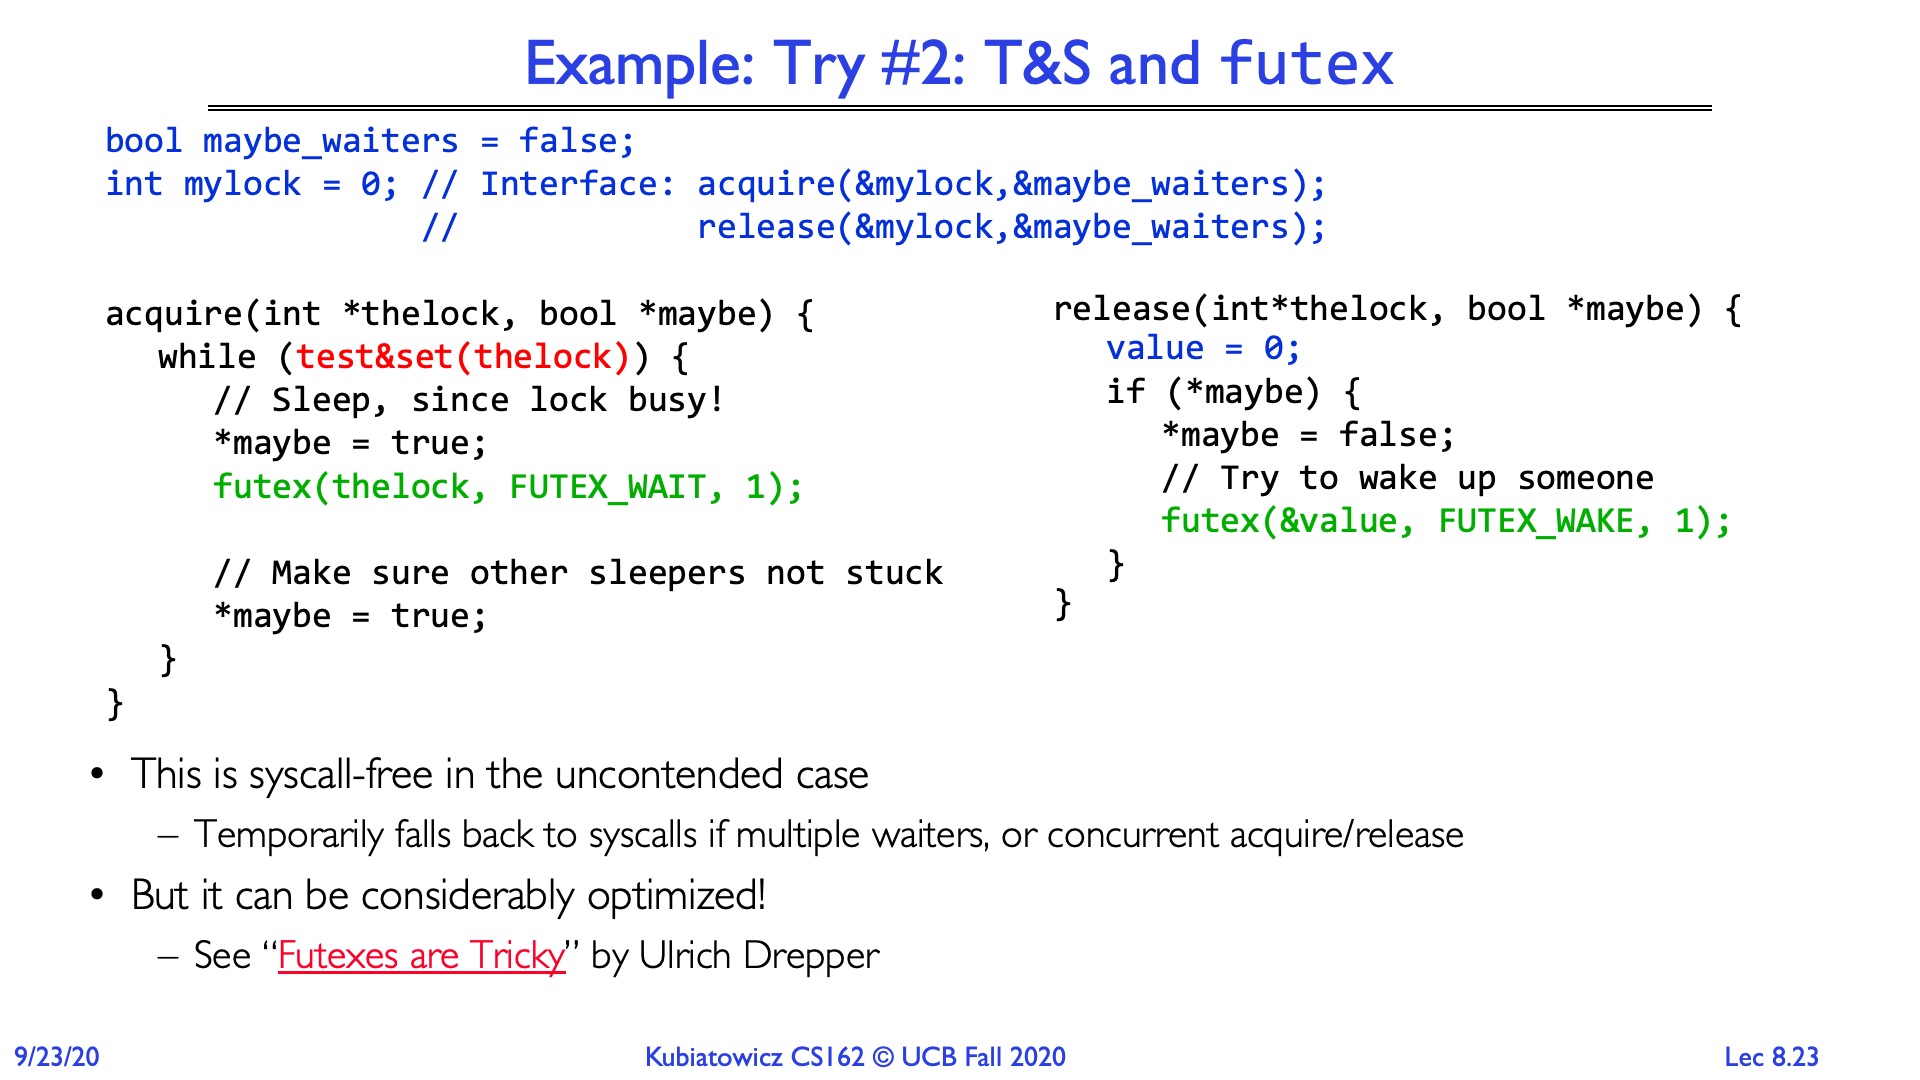 Example: Try #2: T&S and futex
bool maybe_waiters = false;
int mylock = 0; // Interface: acquire(&mylock,&maybe_waiters);
// release(&mylock,&maybe_waiters);
acquire(int *thelock, bool *maybe) {
while (test&set(thelock)) {
// Sleep, since lock busy!
*maybe = true;
futex(thelock, FUTEX_WAIT, 1);
// Make sure other sleepers not stuck
*maybe = true;
}
}
release(int*thelock, bool *maybe) {
value = 0;
if (*maybe) {
*maybe = false;
// Try to wake up someone
futex(&value, FUTEX_WAKE, 1);
}
}
• This is syscall-free in the uncontended case
– Temporarily falls back to syscalls if multiple waiters, or concurrent acquire/release
• But it can be considerably optimized!
– See “Futexes are Tricky” by Ulrich Drepper
9/23/20
Kubiatowicz CS162 © UCB Fall 2020
Lec 8.23